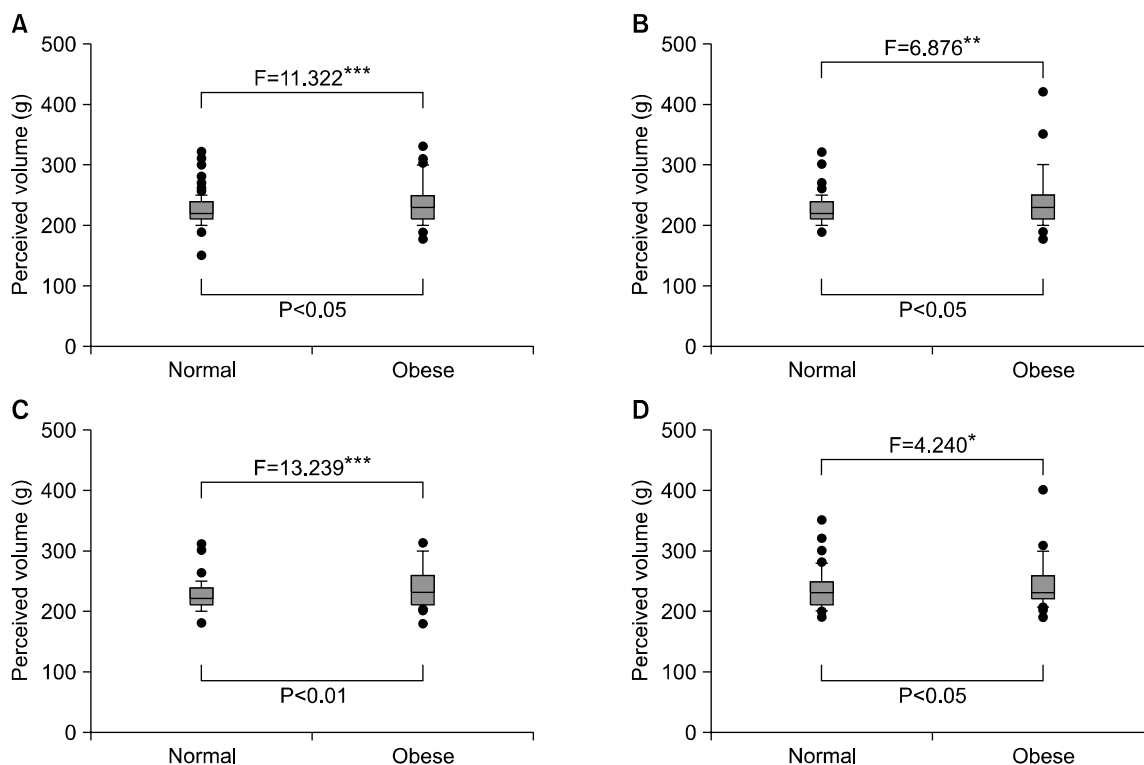 A
Perceived volume (g)
500
400
300
200
100
0
F=11.322***
P<0.05
Normal
Obese
B
Perceived volume (g)
500
400
300
200
100
0
F=6.876**
P<0.05
Normal
Obese
C
Perceived volume (g)
500
400
300
200
100
0
F=13.239***
P<0.01
Normal
Obese
D
Perceived volume (g)
500
400
300
200
100
0
F=4.240*
P<0.05
Normal
Obese